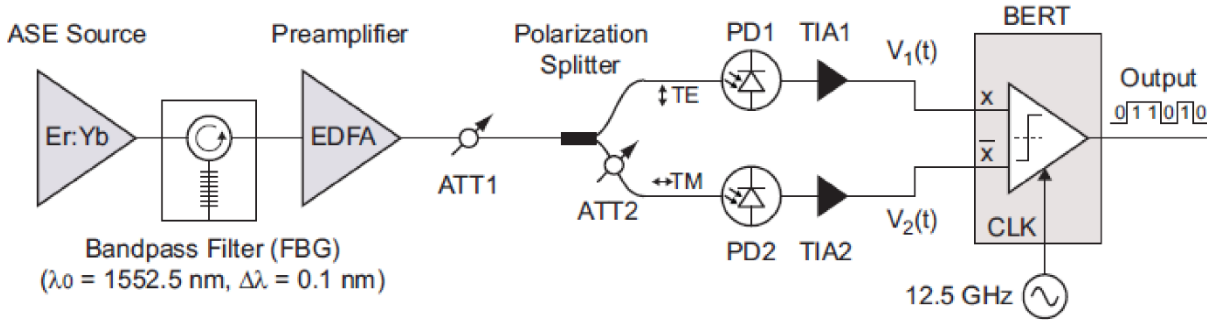 ASE Source
Er:Yb
Bandpass Filter (FBG)
(λ0 = 1552.5 nm, Δλ = 0.1 nm)
Preamplifier
EDFA
ATT1
Polarization
Splitter
TE
ATT2
TM
PD1
TIA1
V1(t)
PD2
TIA2
V2(t)
BERT
x
x̄
CLK
12.5 GHz
Output
0 1 1 0 1 0